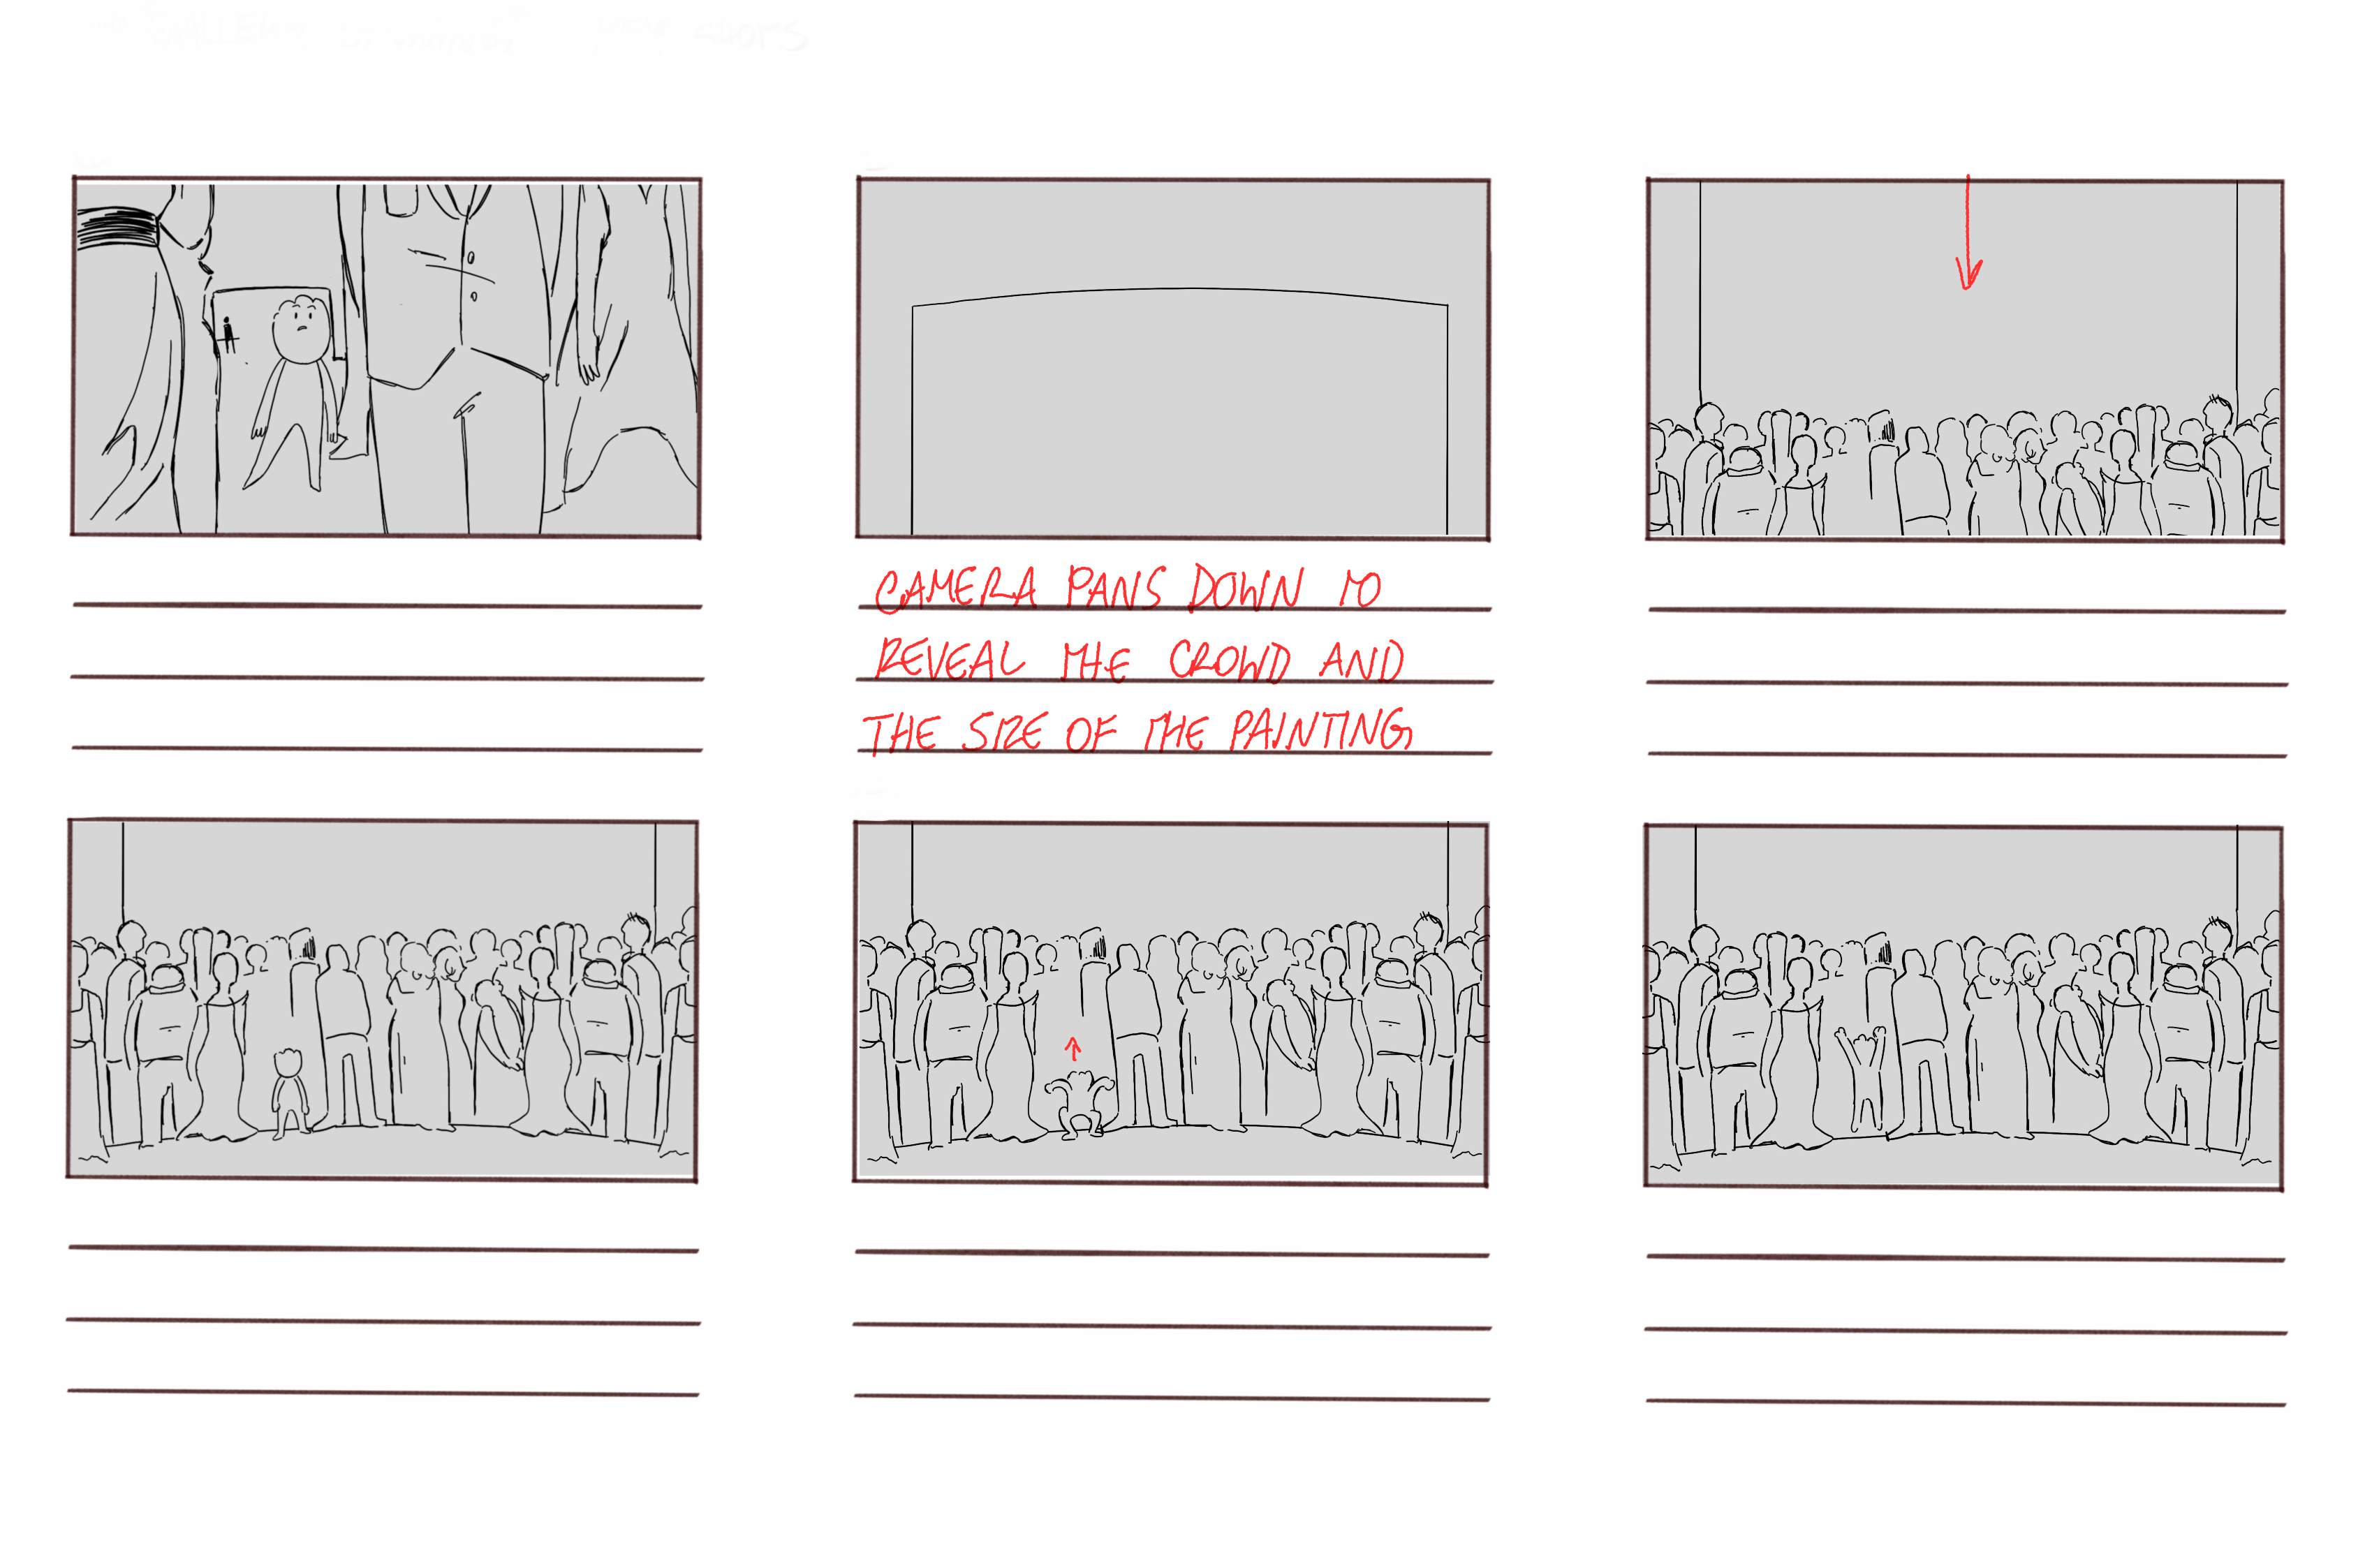 CAMERA PANS DOWN TO
REVEAL THE CROWD AND
THE SIZE OF THE PAINTING